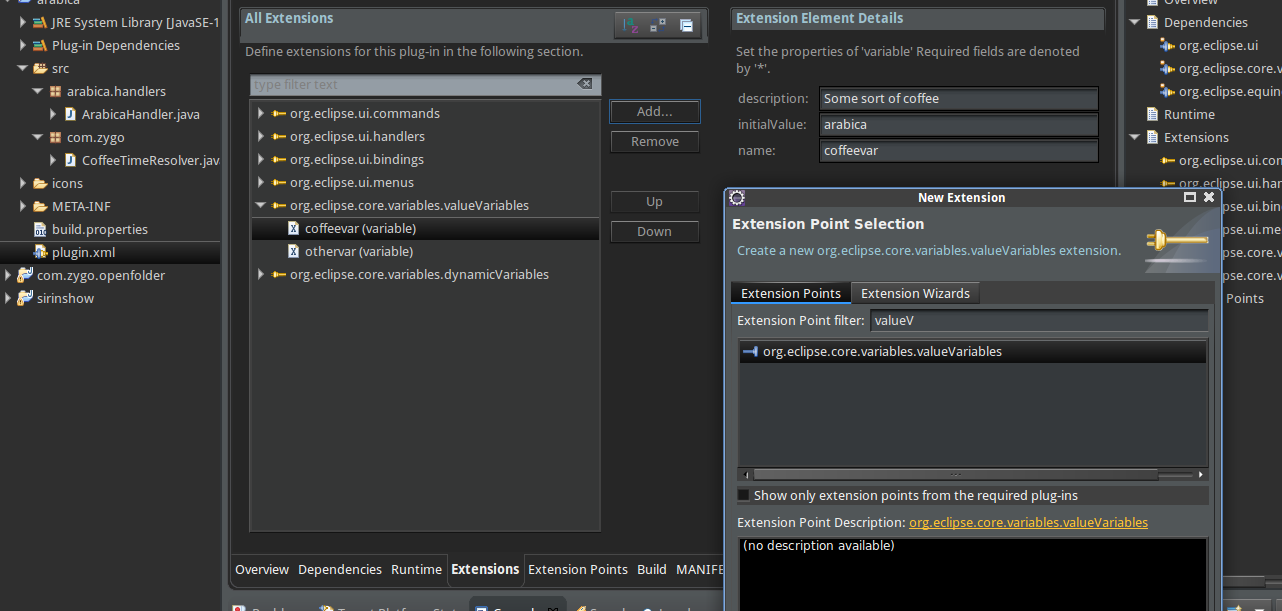 arabica
JRE System Library [JavaSE-1
Plug-in Dependencies
src
arabica.handlers
ArabicaHandler.java
com.zygo
CoffeeTimeResolver.jav
icons
META-INF
build.properties
plugin.xml
com.zygo.openfolder
sirinshow
All Extensions
Define extensions for this plug-in in the following section.
type filter text
org.eclipse.ui.commands
org.eclipse.ui.handlers
org.eclipse.ui.bindings
org.eclipse.ui.menus
org.eclipse.core.variables.valueVariables
coffeevar (variable)
othervar (variable)
org.eclipse.core.variables.dynamicVariables
Add...
Remove
Up
Down
Extension Element Details
Set the properties of 'variable' Required fields are denoted
by '*'.
description: Some sort of coffee
initialValue: arabica
name: coffeevar
Overview
Dependencies
org.eclipse.ui
org.eclipse.core.v
org.eclipse.equin
Runtime
Extensions
org.eclipse.ui.com
org.eclipse.ui.har
pse.ui.bin
pse.ui.me
pse.core.v
pse.core.v
Points
New Extension
Extension Point Selection
Create a new org.eclipse.core.variables.valueVariables extension.
Extension Points Extension Wizards
Extension Point filter: valueV
org.eclipse.core.variables.valueVariables
Show only extension points from the required plug-ins
Extension Point Description: org.eclipse.core.variables.valueVariables
(no description available)
Overview Dependencies Runtime Extensions Extension Points Build MANIFE